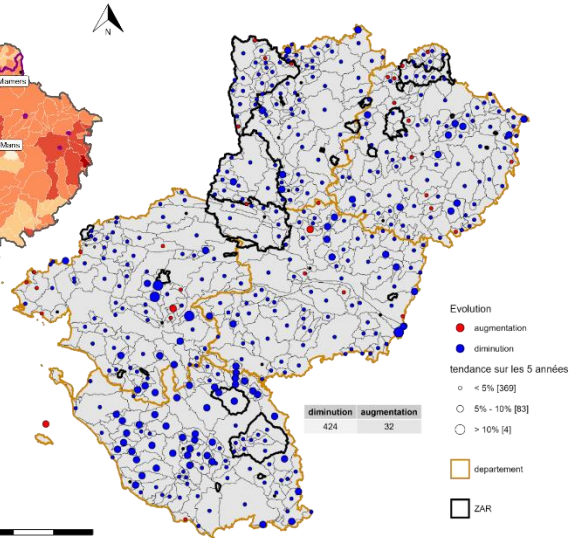 N
Mamers
Mans
Evolution
augmentation
diminution
tendance sur les 5 années
< 5% [369]
5% - 10% [83]
> 10% [4]
diminution augmentation
424 32
departement
ZAR